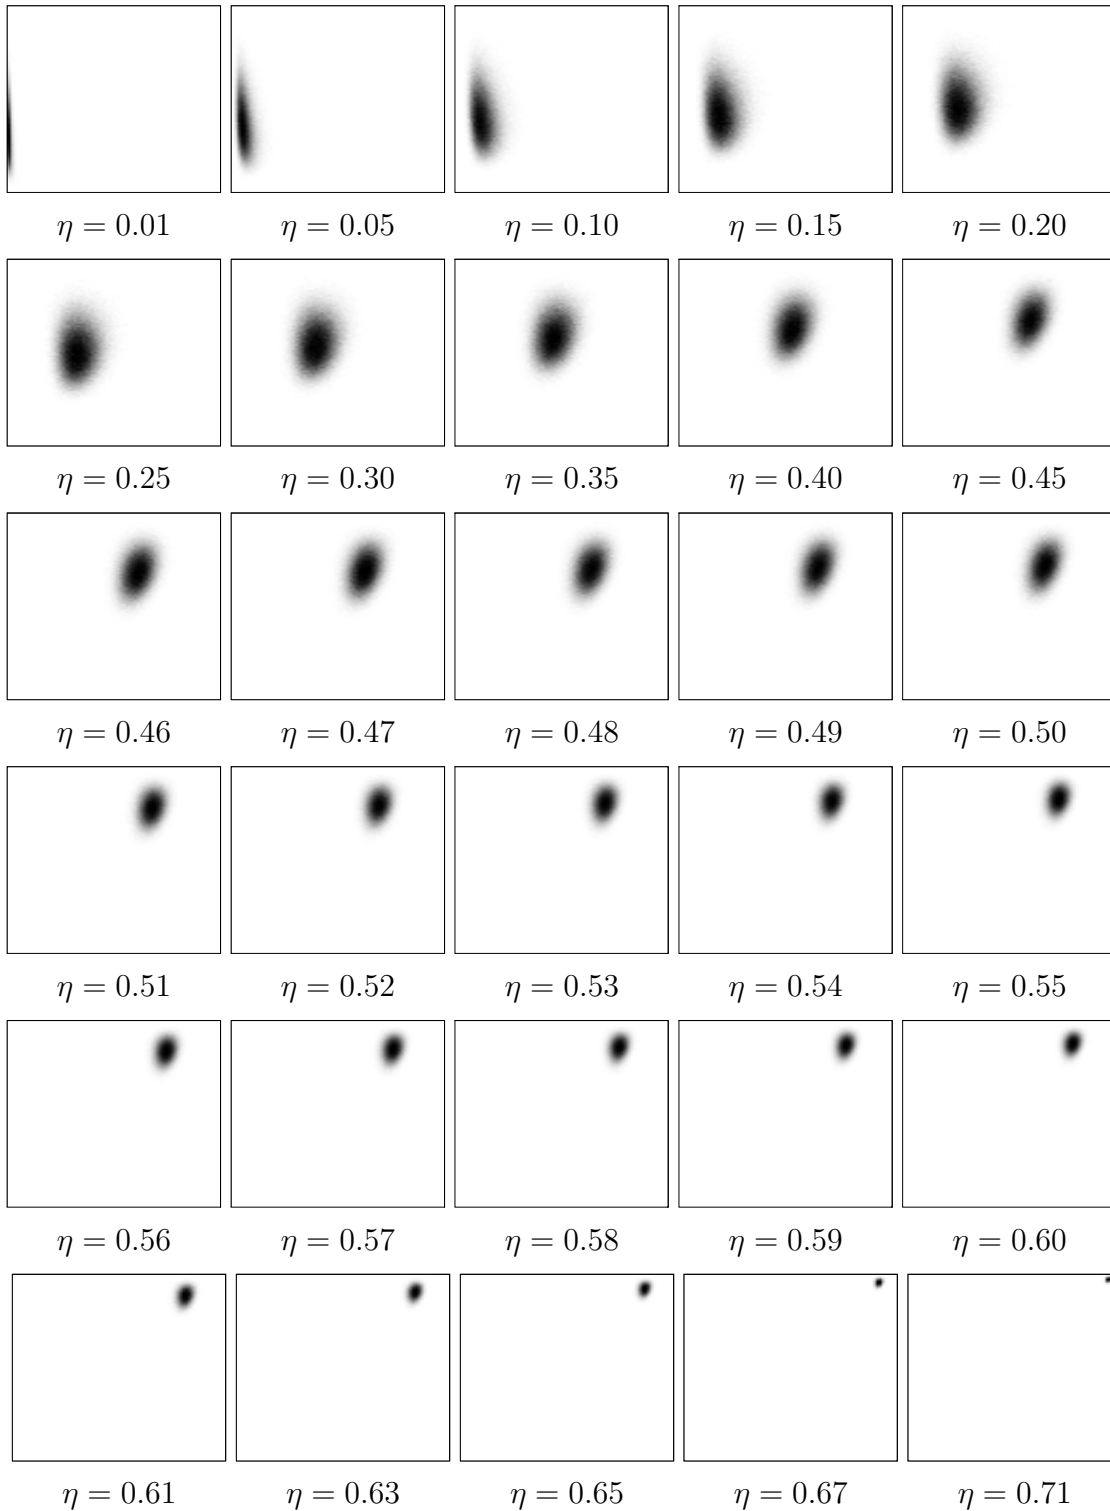 η = 0.01 η = 0.05 η = 0.10 η = 0.15 η = 0.20
η = 0.25 η = 0.30 η = 0.35 η = 0.40 η = 0.45
η = 0.46 η = 0.47 η = 0.48 η = 0.49 η = 0.50
η = 0.51 η = 0.52 η = 0.53 η = 0.54 η = 0.55
η = 0.56 η = 0.57 η = 0.58 η = 0.59 η = 0.60
η = 0.61 η = 0.63 η = 0.65 η = 0.67 η = 0.71